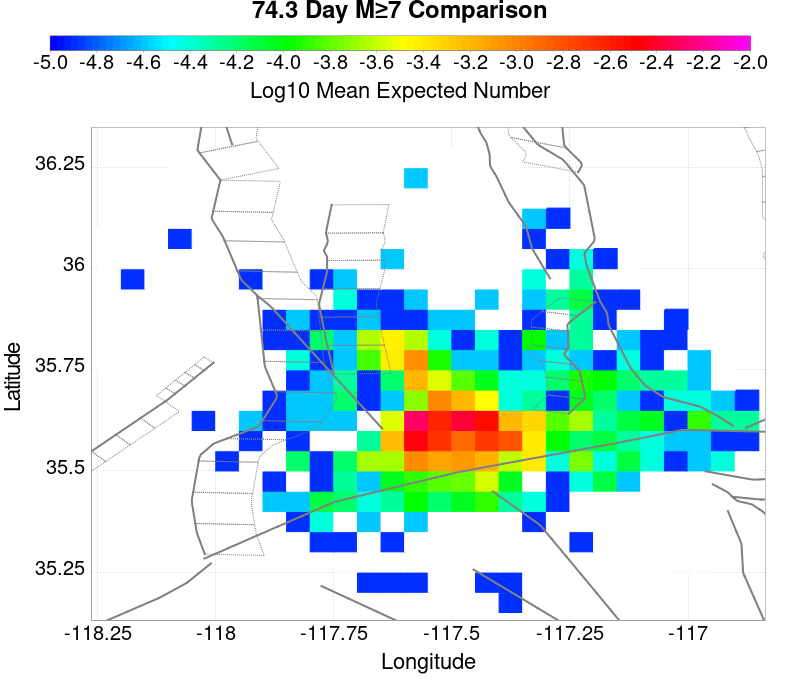 74.3 Day M≥7 Comparison
-5.0 -4.8 -4.6 -4.4 -4.2 -4.0 -3.8 -3.6 -3.4 -3.2 -3.0 -2.8 -2.6 -2.4 -2.2 -2.0
Log10 Mean Expected Number
36.25
36
35.75
35.5
35.25
Latitude
-118.25 -118 -117.75 -117.5 -117.25 -117
Longitude